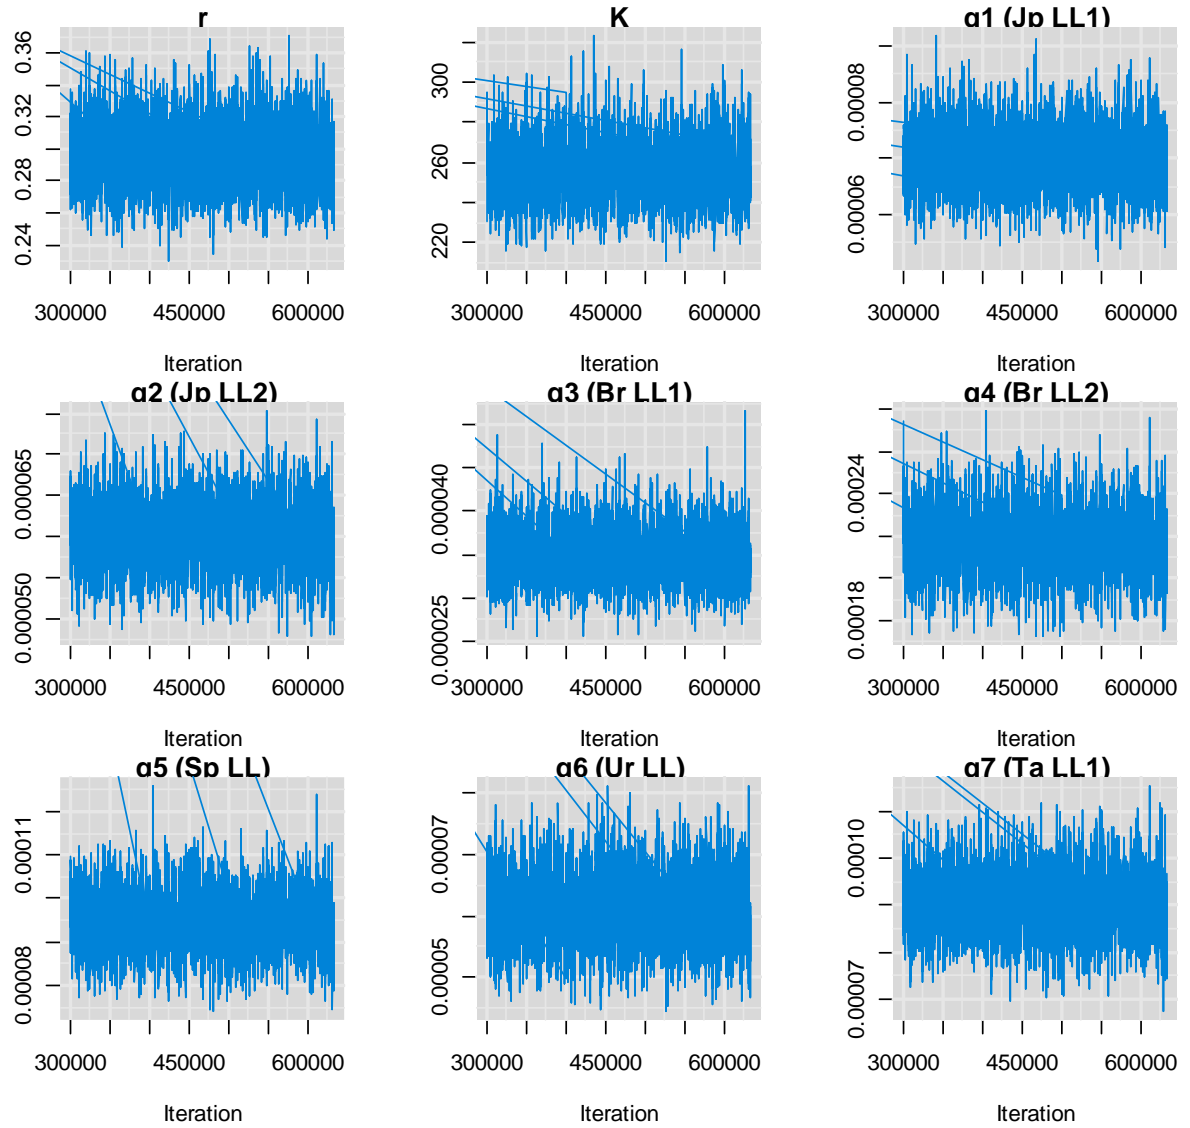 r
K
q1 (Jp LL1)
0.24 0.28 0.32 0.36
220 260 300
0.00006 0.00008
300000 450000 600000
300000 450000 600000
300000 450000 600000
Iteration
Iteration
Iteration
q2 (Jp LL2)
q3 (Br LL1)
q4 (Br LL2)
0.00050 0.00065
0.00025 0.00040
0.00018 0.00024
300000 450000 600000
300000 450000 600000
300000 450000 600000
Iteration
Iteration
Iteration
q5 (Sp LL)
q6 (Ur LL)
q7 (Ta LL1)
0.00008 0.00011
0.00005 0.00007
0.00007 0.00010
300000 450000 600000
300000 450000 600000
300000 450000 600000
Iteration
Iteration
Iteration